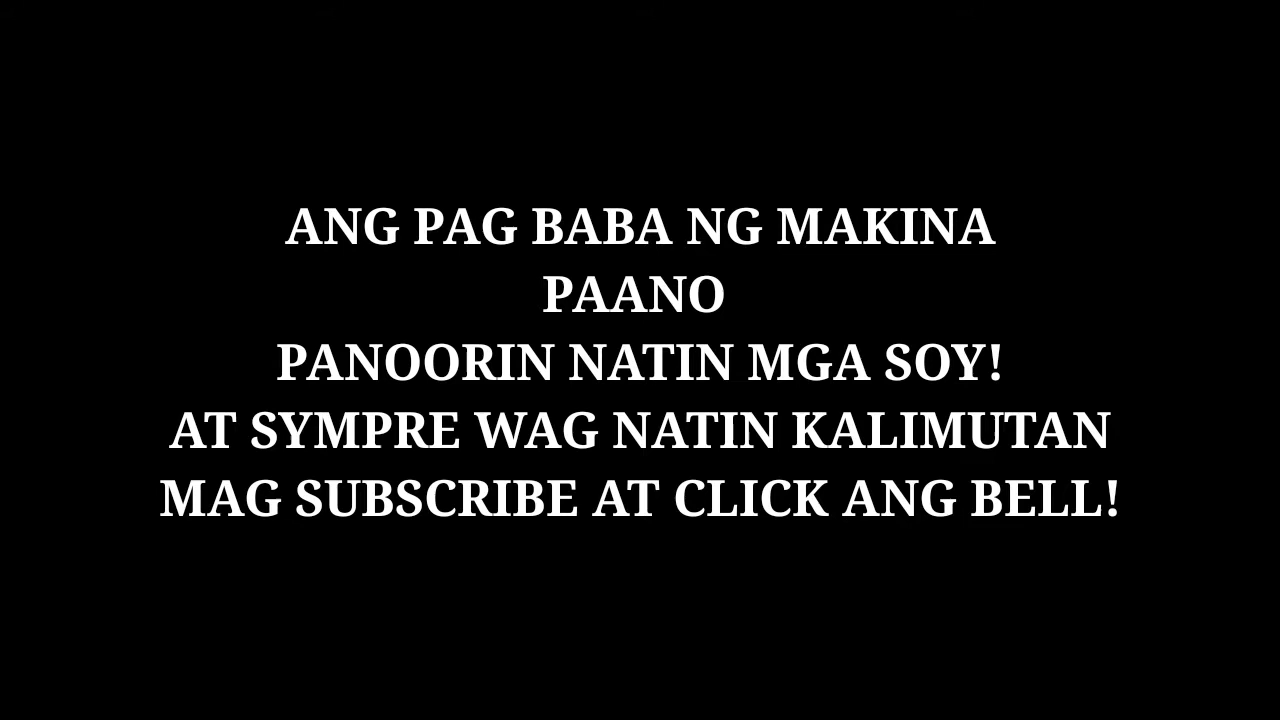 ANG PAG BABA NG MAKINA
PAANO
PANOORIN NATIN MGA SOY!
AT SYMPRE WAG NATIN KALIMUTAN
MAG SUBSCRIBE AT CLICK ANG BELL!